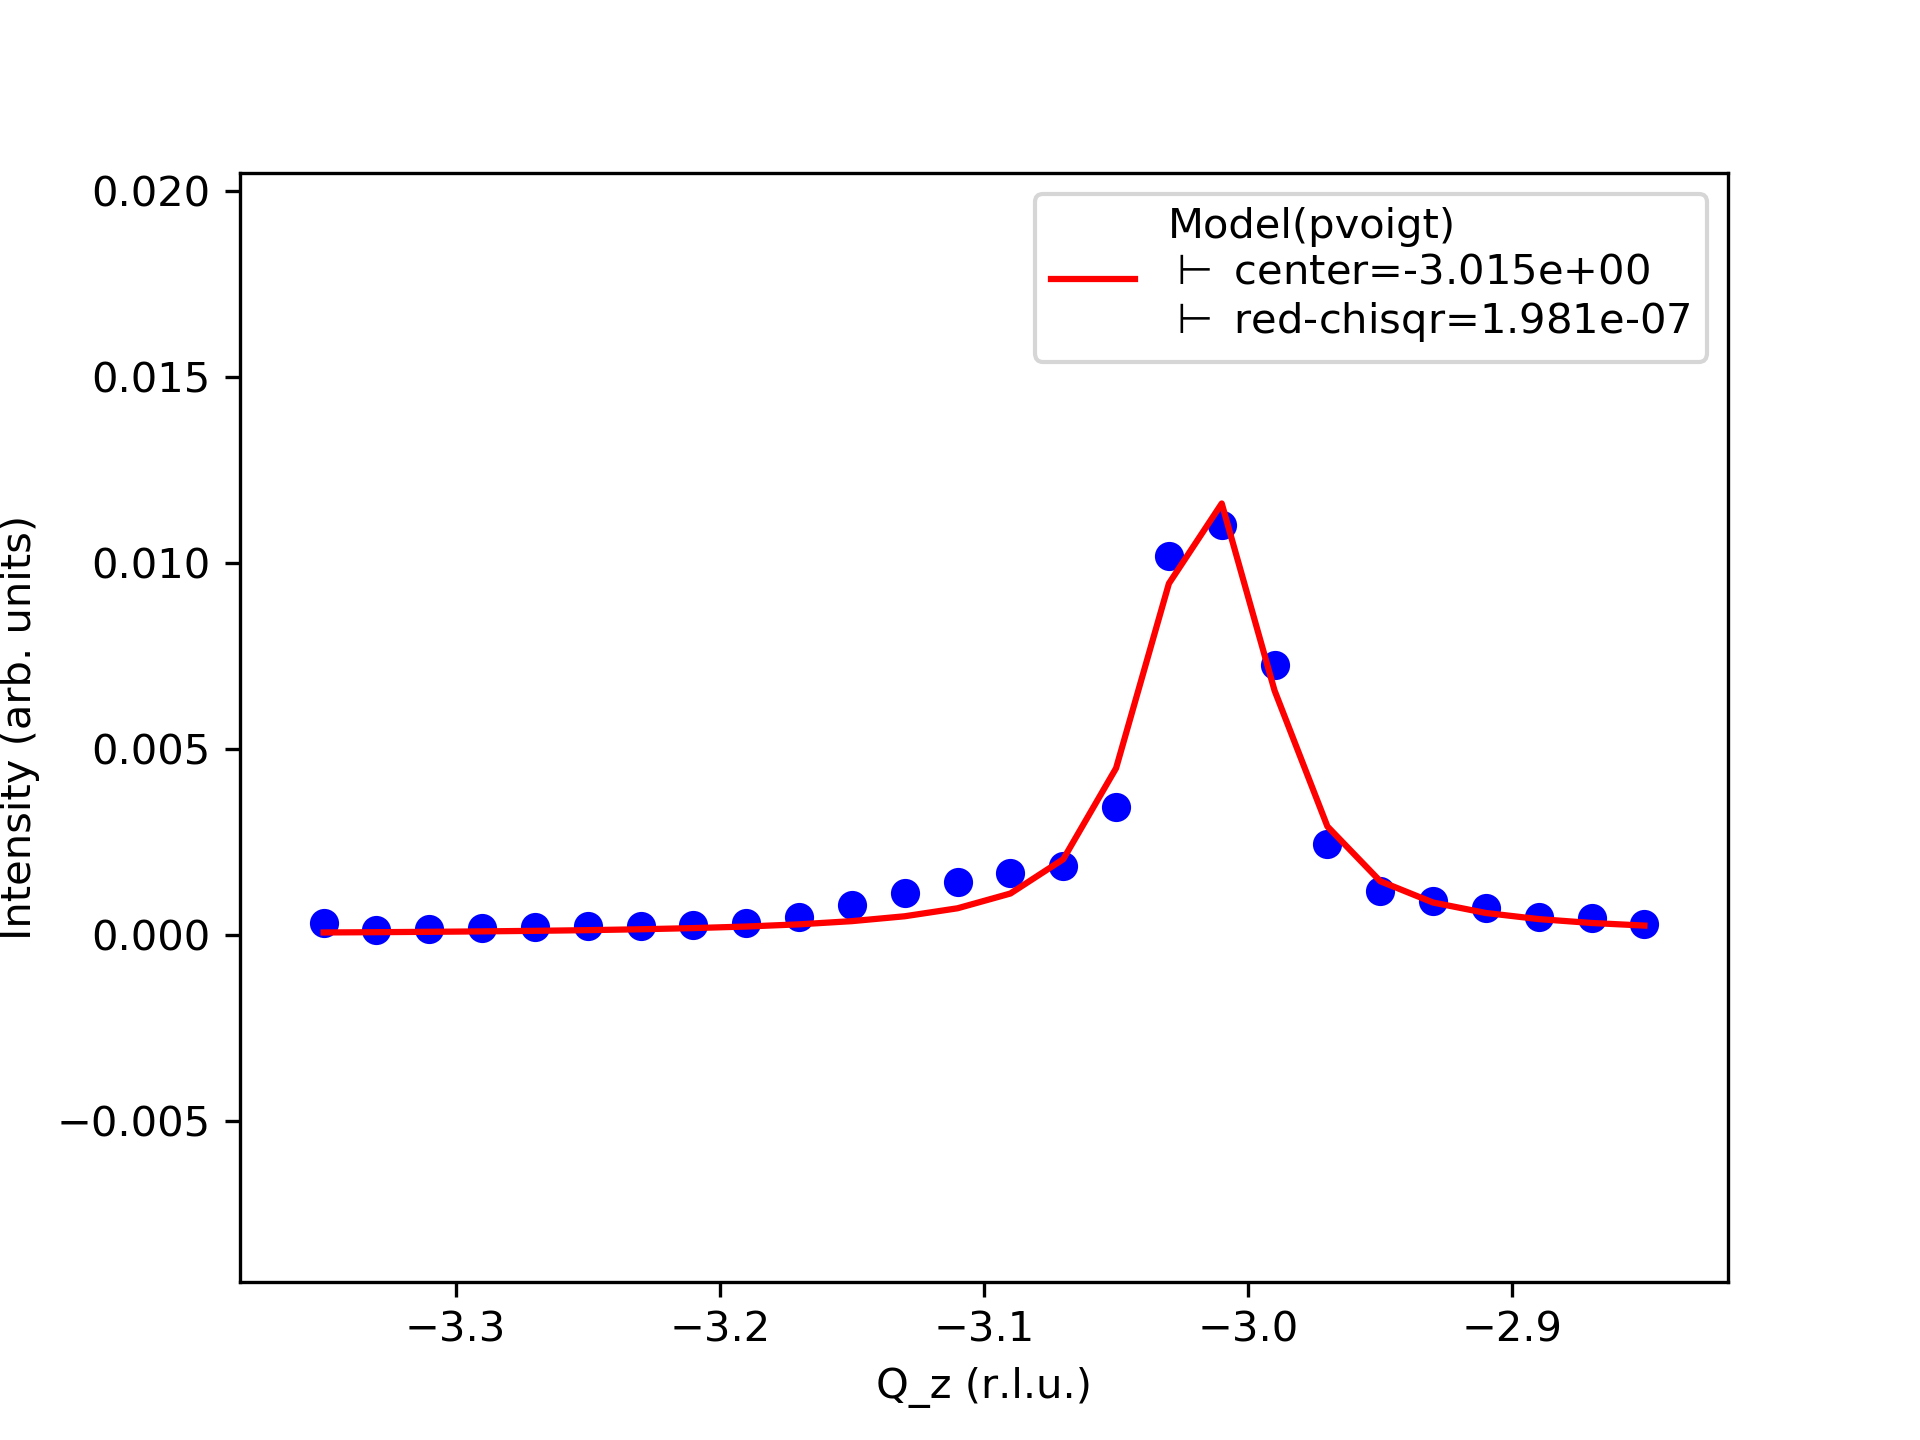 0.020
0.015
0.010
0.005
0.000
−0.005
Intensity (arb. units)
Model(pvoigt)
⊢ center=-3.015e+00
⊢ red-chisqr=1.981e-07
−3.3 −3.2 −3.1 −3.0 −2.9
Q_z (r.l.u.)